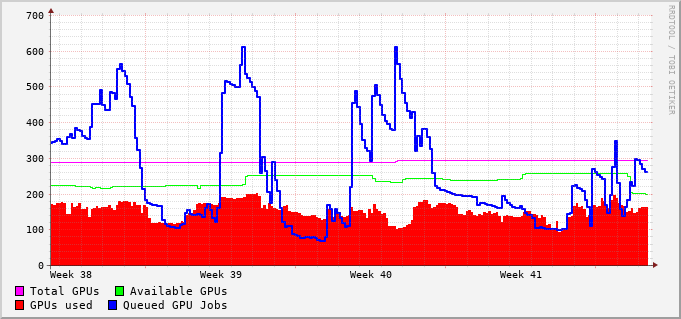 700
600
500
400
300
200
100
0
Week 38 Week 39 Week 40 Week 41
Total GPUs Available GPUs
GPUs used Queued GPU Jobs
RRDTOOL / TOBI OETIKER